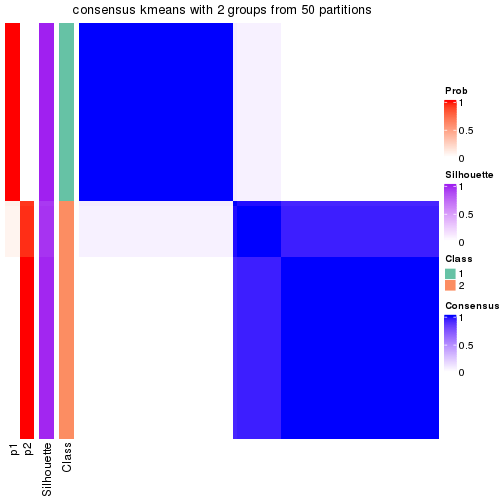 consensus kmeans with 2 groups from 50 partitions
Prob
1
0.5
0
Silhouette
1
0.5
0
Class
1
2
Consensus
1
0.5
0
p1
p2
Silhouette
Class